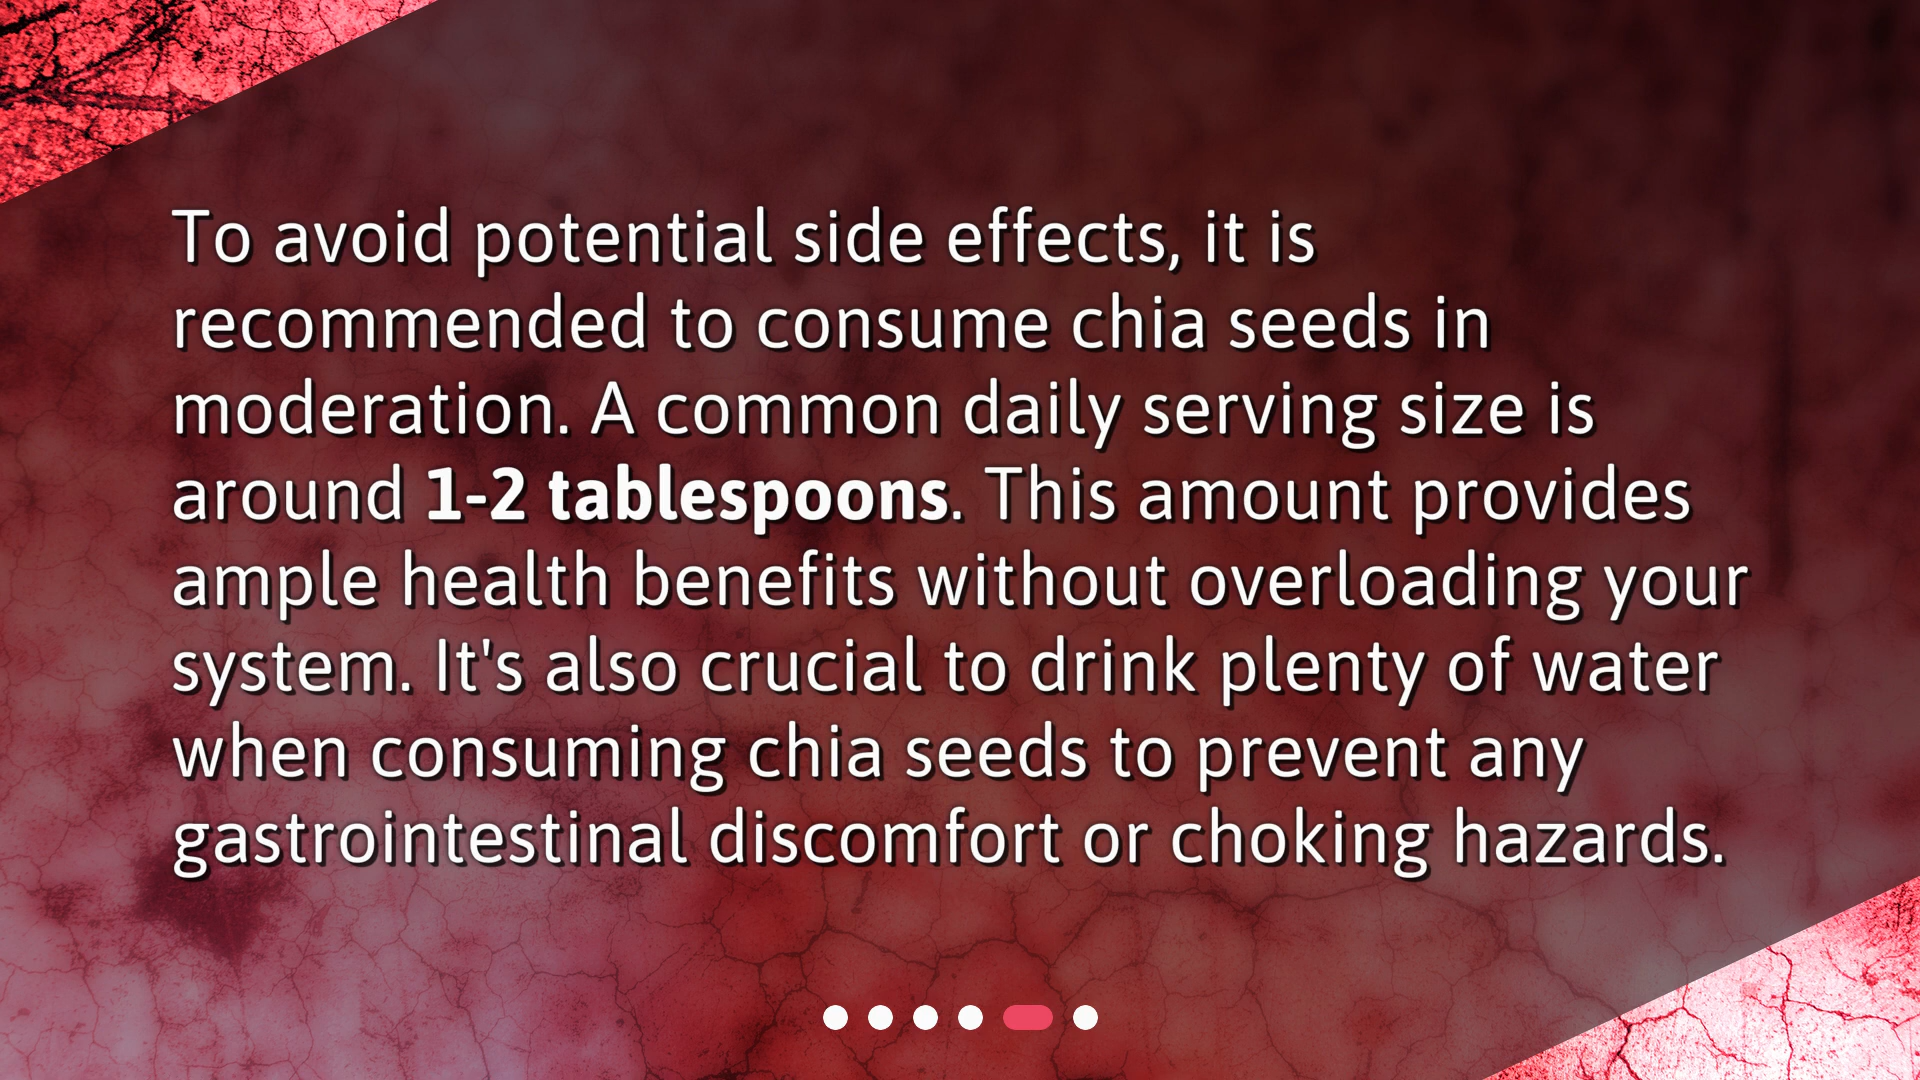 To avoid potential side effects, it is
recommended to consume chia seeds in
moderation. A common daily serving size is
around 1-2 tablespoons. This amount provides
ample health benefits without overloading your
system. It's also crucial to drink plenty of water
when consuming chia seeds to prevent any
gastrointestinal discomfort or choking hazards.